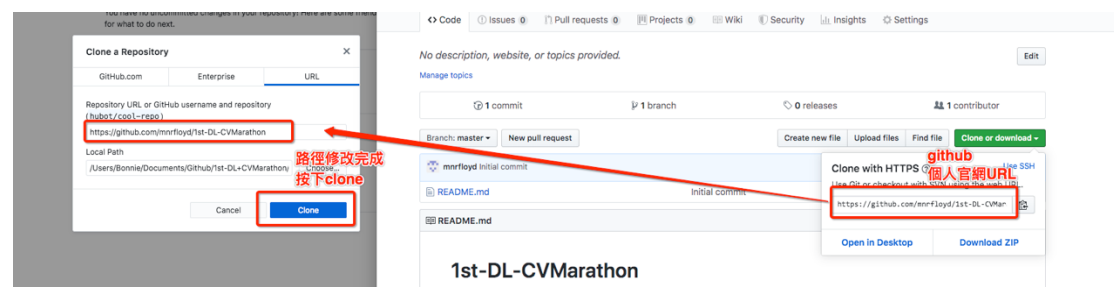 You have no uncommitted changes in your repository! Here are some friend
for what to do next.
Clone a Repository
GitHub.com Enterprise URL
Repository URL or GitHub username and repository
(hubot/cool-repo)
https://github.com/mnrfloyd/1st-DL-CVMarathon
Local Path
/Users/Bonnie/Documents/Github/1st-DL+CVMarathon/ Choose...
路徑修改完成
按下clone
Cancel Clone
Code Issues 0 Pull requests 0 Projects 0 Wiki Security Insights Settings
No description, website, or topics provided.
Edit
Manage topics
1 commit 1 branch 0 releases 1 contributor
Branch: master New pull request Create new file Upload files Find file Clone or download
mnrfloyd Initial commit
README.md Initial commit
README.md
Clone with HTTPS Use SSH
github
個人官網URL
Use Git or checkout with SVN using the web URL.
https://github.com/mnrfloyd/1st-DL-CVMar
Open in Desktop Download ZIP
1st-DL-CVMarathon